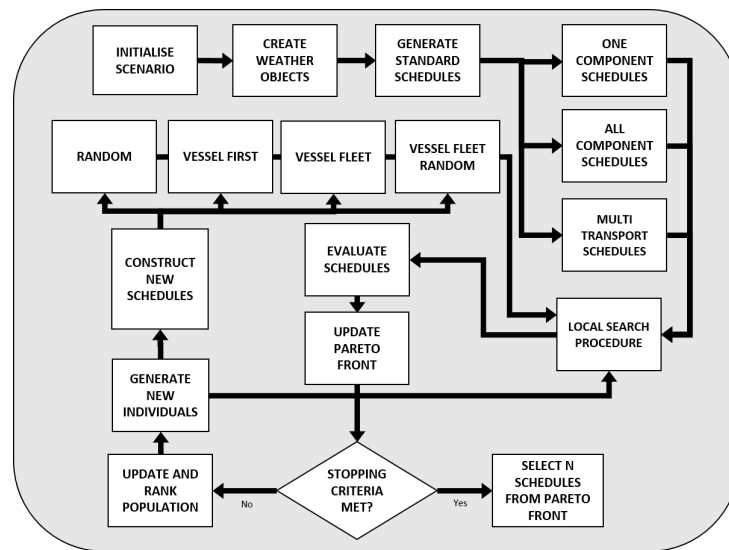 INITIALISE
SCENARIO
CREATE
WEATHER
OBJECTS
GENERATE
STANDARD
SCHEDULES
ONE
COMPONENT
SCHEDULES
ALL
COMPONENT
SCHEDULES
MULTI
TRANSPORT
SCHEDULES
RANDOM
VESSEL FIRST
VESSEL FLEET
VESSEL FLEET
RANDOM
CONSTRUCT
NEW
SCHEDULES
EVALUATE
SCHEDULES
UPDATE
PARETO
FRONT
LOCAL SEARCH
PROCEDURE
GENERATE
NEW
INDIVIDUALS
UPDATE AND
RANK
POPULATION
No
STOPPING
CRITERIA
MET?
Yes
SELECT N
SCHEDULES
FROM PARETO
FRONT